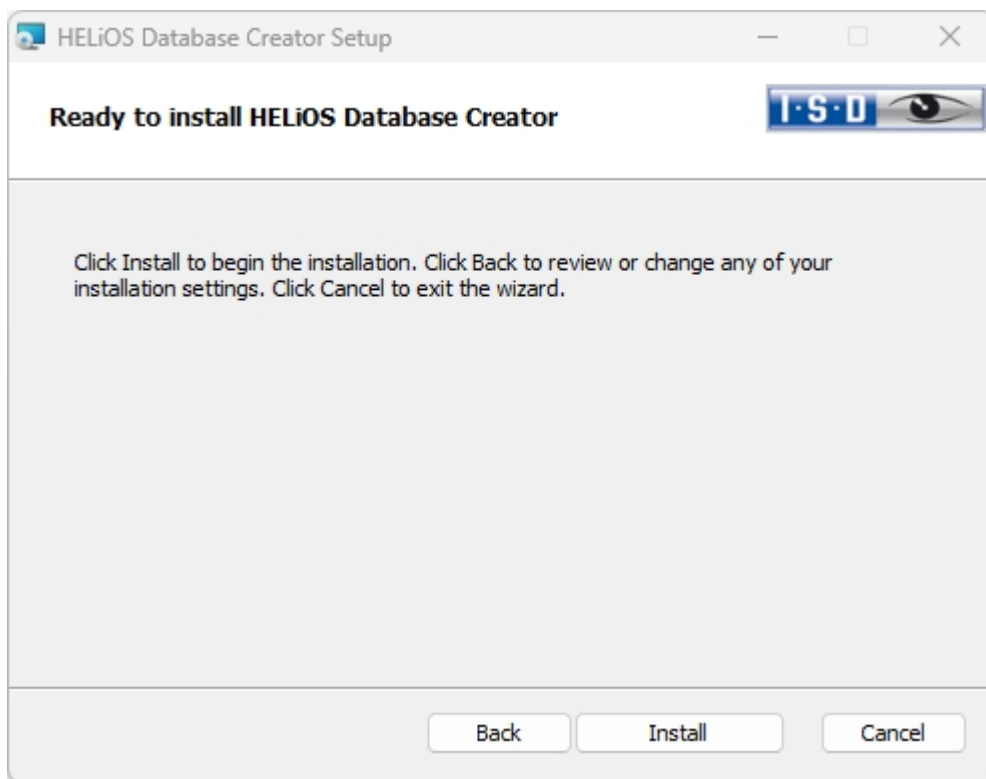 HELiOS Database Creator Setup
Ready to install HELiOS Database Creator
I·S·D
Click Install to begin the installation. Click Back to review or change any of your
installation settings. Click Cancel to exit the wizard.
Back
Install
Cancel